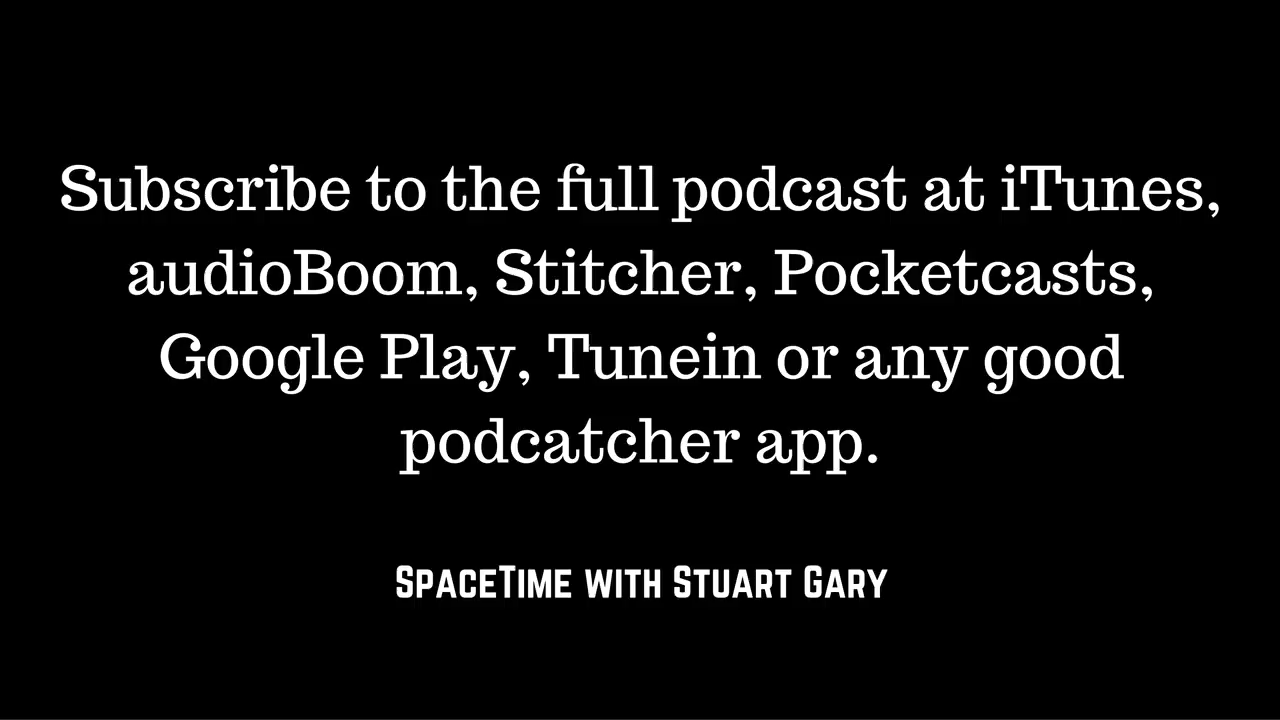 Subscribe to the full podcast at iTunes,
audioBoom, Stitcher, Pocketcasts,
Google Play, Tunein or any good
podcatcher app.
SpaceTime with Stuart Gary